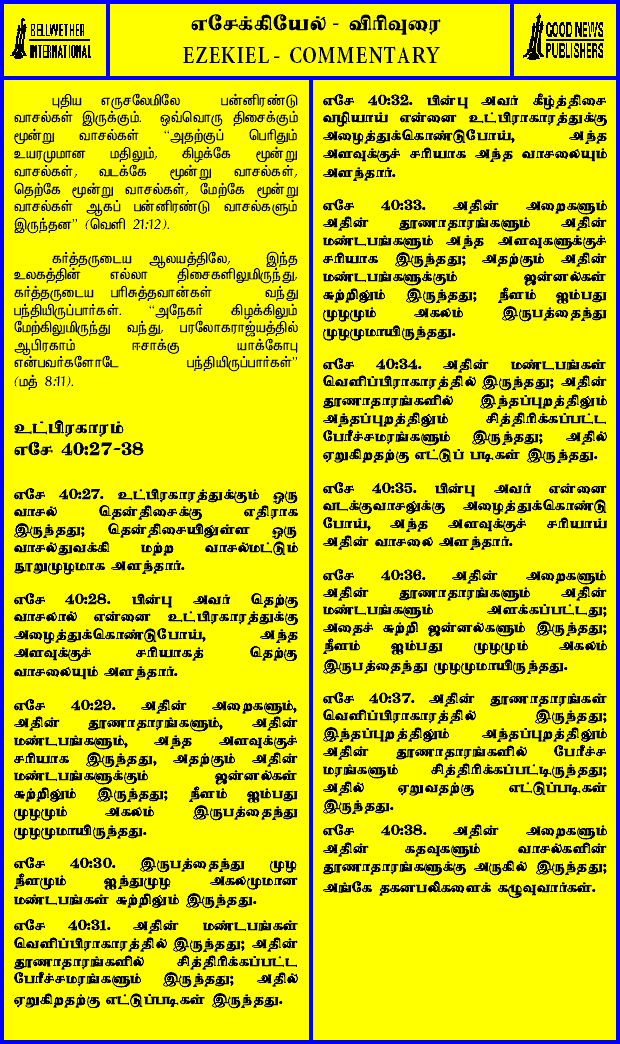 BELLWETHER
INTERNATIONAL
எசேக்கியேல் - விரிவுரை
EZEKIEL - COMMENTARY
GOOD NEWS
PUBLISHERS
புதிய எருசலேமிலே பன்னிரண்டு
வாசல்கள் இருக்கும். ஒவ்வொரு திசைக்கும்
மூன்று வாசல்கள் “அதற்குப் பெரிதும்
உயரமுமான மதிலும், கிழக்கே மூன்று
வாசல்கள், வடக்கே மூன்று வாசல்கள்,
தெற்கே மூன்று வாசல்கள், மேற்கே மூன்று
வாசல்கள் ஆகப் பன்னிரண்டு வாசல்களும்
இருந்தன” (வெளி 21:12).
கர்த்தருடைய ஆலயத்திலே, இந்த
உலகத்தின் எல்லா திசைகளிலுமிருந்து,
கர்த்தருடைய பரிசுத்தவான்கள் வந்து
பந்தியிருப்பார்கள். “அநேகர் கிழக்கிலும்
மேற்கிலுமிருந்து வந்து, பரலோகராஜ்யத்தில்
ஆபிரகாம் ஈசாக்கு யாக்கோபு
என்பவர்களோடே பந்தியிருப்பார்கள்”
(மத் 8:11).
உட்பிரகாரம்
எசே 40:27-38
எசே 40:27. உட்பிரகாரத்துக்கும் ஒரு
வாசல் தென்திசைக்கு எதிராக
இருந்தது; தென்திசையிலுள்ள ஒரு
வாசல்துவக்கி மற்ற வாசல்மட்டும்
நூறுமுழமாக அளந்தார்.
எசே 40:28. பின்பு அவர் தெற்கு
வாசலால் என்னை உட்பிரகாரத்துக்கு
அழைத்துக்கொண்டுபோய், அந்த
அளவுக்குச் சரியாகத் தெற்கு
வாசலையும் அளந்தார்.
எசே 40:29. அதின் அறைகளும்,
அதின் தூணாதாரங்களும், அதின்
மண்டபங்களும், அந்த அளவுக்குச்
சரியாக இருந்தது, அதற்கும் அதின்
மண்டபங்களுக்கும் ஜன்னல்கள்
சுற்றிலும் இருந்தது; நீளம் ஐம்பது
முழமும் அகலம் இருபத்தைந்து
முழமுமாயிருந்தது.
எசே 40:30. இருபத்தைந்து முழ
நீளமும் ஐந்துமுழ அகலமுமான
மண்டபங்கள் சுற்றிலும் இருந்தது.
எசே 40:31. அதின் மண்டபங்கள்
வெளிப்பிராகாரத்தில் இருந்தது; அதின்
தூணாதாரங்களில் சித்திரிக்கப்பட்ட
பேரீச்சமரங்களும் இருந்தது; அதில்
ஏறுகிறதற்கு எட்டுப்படிகள் இருந்தது.
எசே 40:32. பின்பு அவர் கீழ்த்திசை
வழியாய் என்னை உட்பிராகாரத்துக்கு
அழைத்துக்கொண்டுபோய், அந்த
அளவுக்குச் சரியாக அந்த வாசலையும்
அளந்தார்.
எசே 40:33. அதின் அறைகளும்
அதின் தூணாதாரங்களும் அதின்
மண்டபங்களும் அந்த அளவுகளுக்குச்
சரியாக இருந்தது; அதற்கும் அதின்
மண்டபங்களுக்கும் ஜன்னல்கள்
சுற்றிலும் இருந்தது; நீளம் ஐம்பது
முழமும் அகலம் இருபத்தைந்து
முழமுமாயிருந்தது.
எசே 40:34. அதின் மண்டபங்கள்
வெளிப்பிராகாரத்தில் இருந்தது; அதின்
தூணாதாரங்களில் இந்தப்புறத்திலும்
அந்தப்புறத்திலும் சித்திரிக்கப்பட்ட
பேரீச்சமரங்களும் இருந்தது; அதில்
ஏறுகிறதற்கு எட்டுப் படிகள் இருந்தது.
எசே 40:35. பின்பு அவர் என்னை
வடக்குவாசலுக்கு அழைத்துக்கொண்டு
போய், அந்த அளவுக்குச் சரியாய்
அதின் வாசலை அளந்தார்.
எசே 40:36. அதின் அறைகளும்
அதின் தூணாதாரங்களும் அதின்
மண்டபங்களும் அளக்கப்பட்டது;
அதைச் சுற்றி ஜன்னல்களும் இருந்தது;
நீளம் ஐம்பது முழமும் அகலம்
இருபத்தைந்து முழமுமாயிருந்தது.
எசே 40:37. அதின் தூணாதாரங்கள்
வெளிப்பிராகாரத்தில் இருந்தது;
இந்தப்புறத்திலும் அந்தப்புறத்திலும்
அதின் தூணாதாரங்களில் பேரீச்ச
மரங்களும் சித்திரிக்கப்பட்டிருந்தது;
அதில் ஏறுவதற்கு எட்டுப்படிகள்
இருந்தது.
எசே 40:38. அதின் அறைகளும்
அதின் கதவுகளும் வாசல்களின்
தூணாதாரங்களுக்கு அருகில் இருந்தது;
அங்கே தகனபலிகளைக் கழுவுவார்கள்.